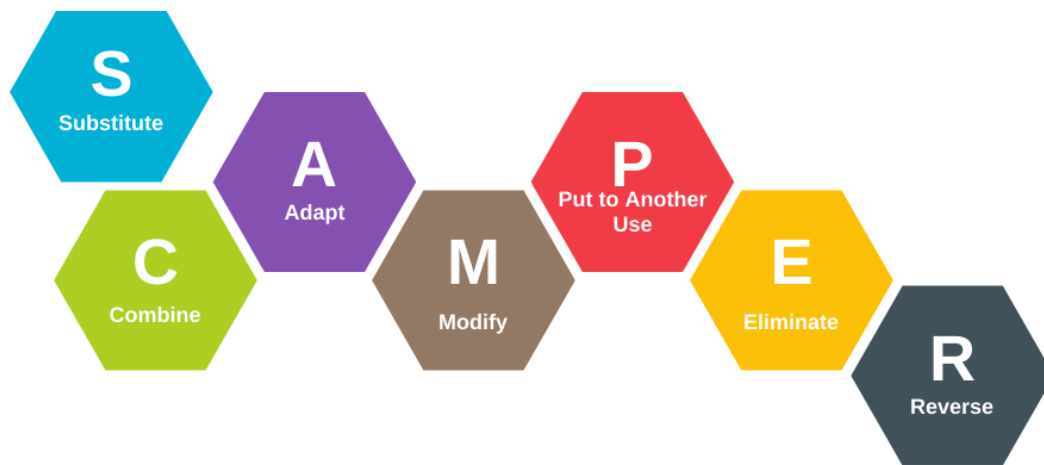 S
Substitute
C
Combine
A
Adapt
M
Modify
P
Put to Another
Use
E
Eliminate
R
Reverse